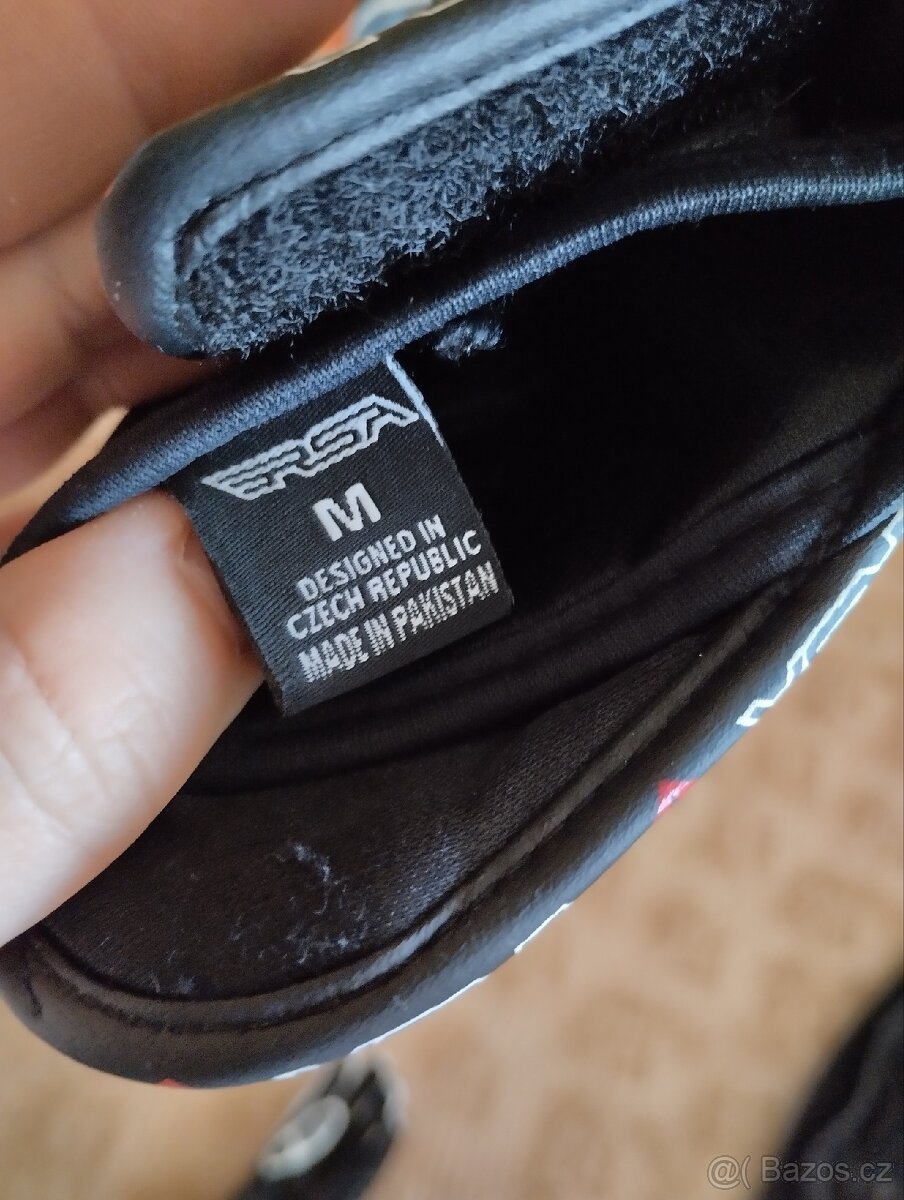 RSA
M
DESIGNED IN
CZECH REPUBLIC
MADE IN PAKISTAN
@( Bazos.cz